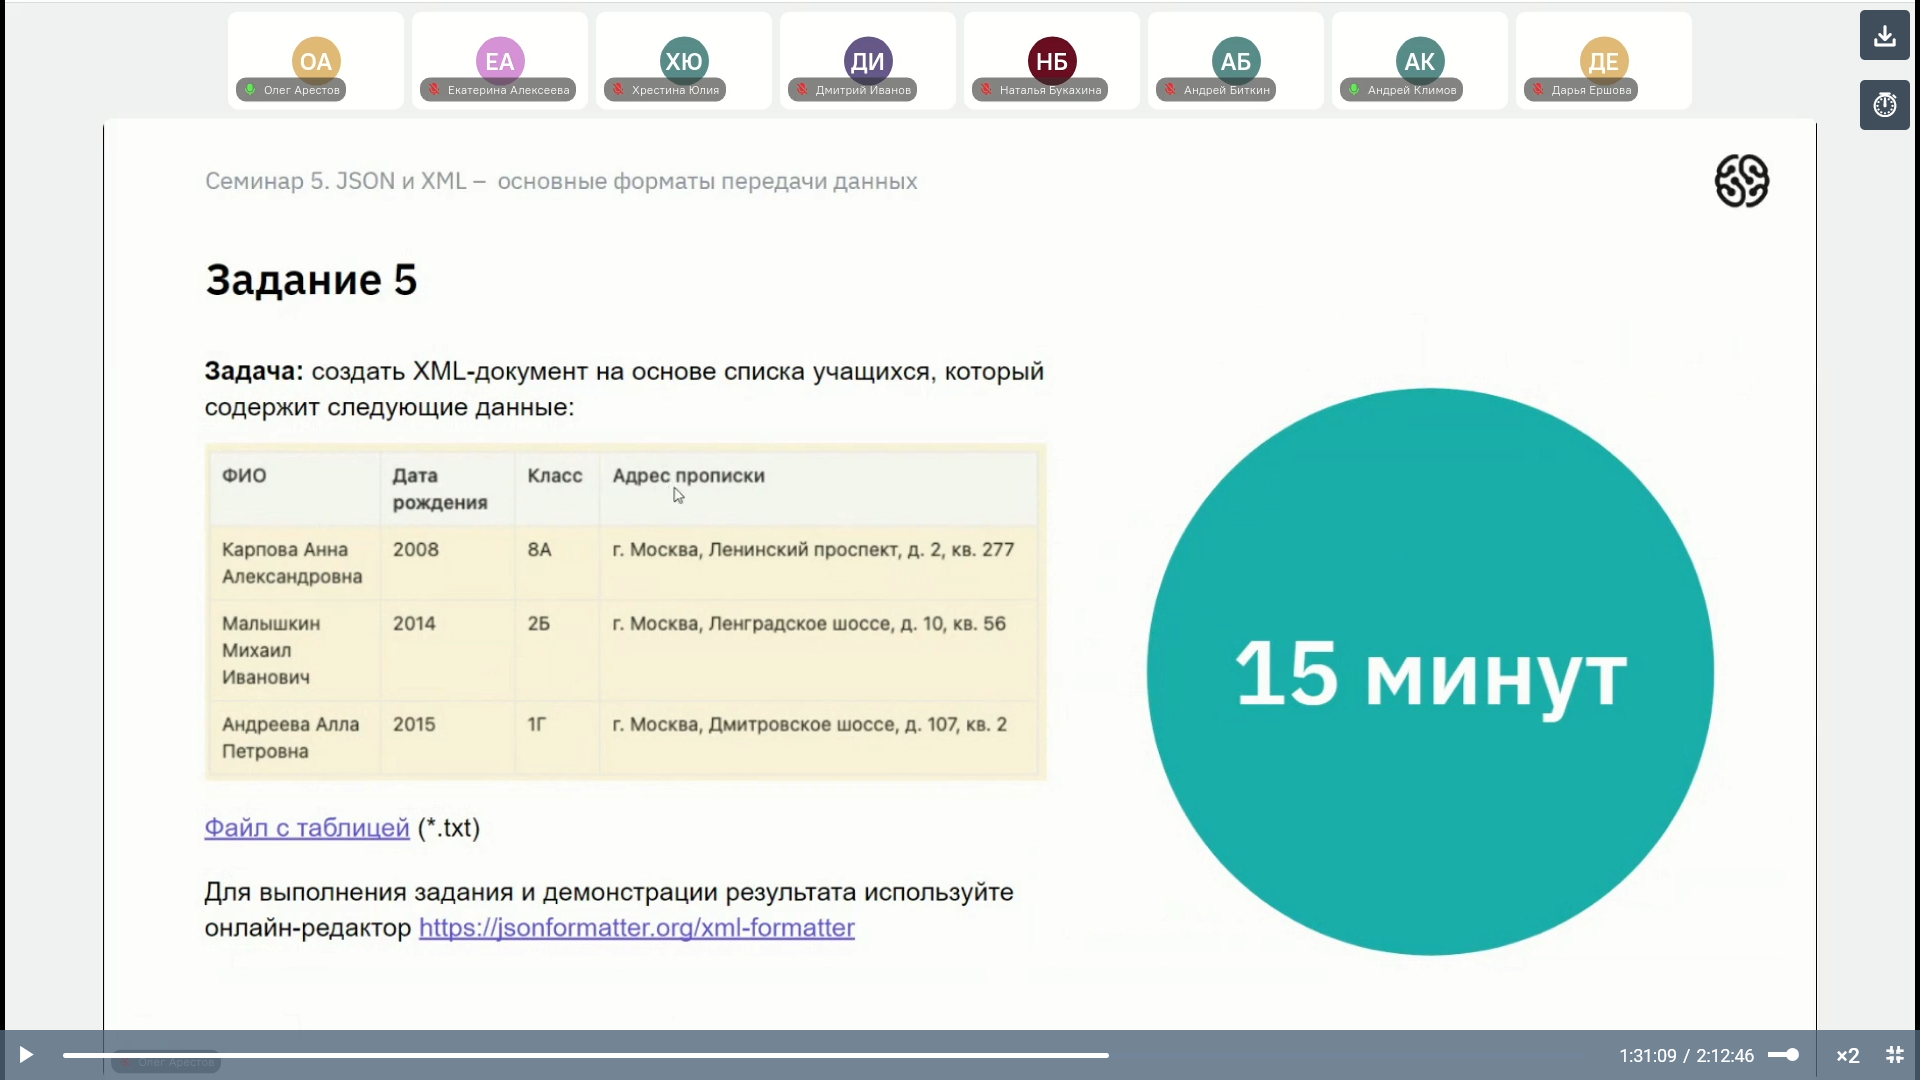 ОА
ЕА
ХЮ
ДИ
НБ
АБ
АК
ДЕ
Олег Арестов
Екатерина Алексеева
Хрестина Юлия
Дмитрий Иванов
Наталья Букахина
Андрей Биткин
Андрей Климов
Дарья Ершова
Семинар 5. JSON и XML – основные форматы передачи данных
Задание 5
Задача: создать XML-документ на основе списка учащихся, который
содержит следующие данные:
ФИО
Дата
рождения
Класс
Адрес прописки
Карпова Анна
Александровна
2008
8А
г. Москва, Ленинский проспект, д. 2, кв. 277
Малышкин
Михаил
Иванович
2014
2Б
г. Москва, Ленградское шоссе, д. 10, кв. 56
Андреева Алла
Петровна
2015
1Г
г. Москва, Дмитровское шоссе, д. 107, кв. 2
15 минут
Файл с таблицей (*.txt)
Для выполнения задания и демонстрации результата используйте
онлайн-редактор https://jsonformatter.org/xml-formatter
Олег Арестов
1:31:09 / 2:12:46
×2